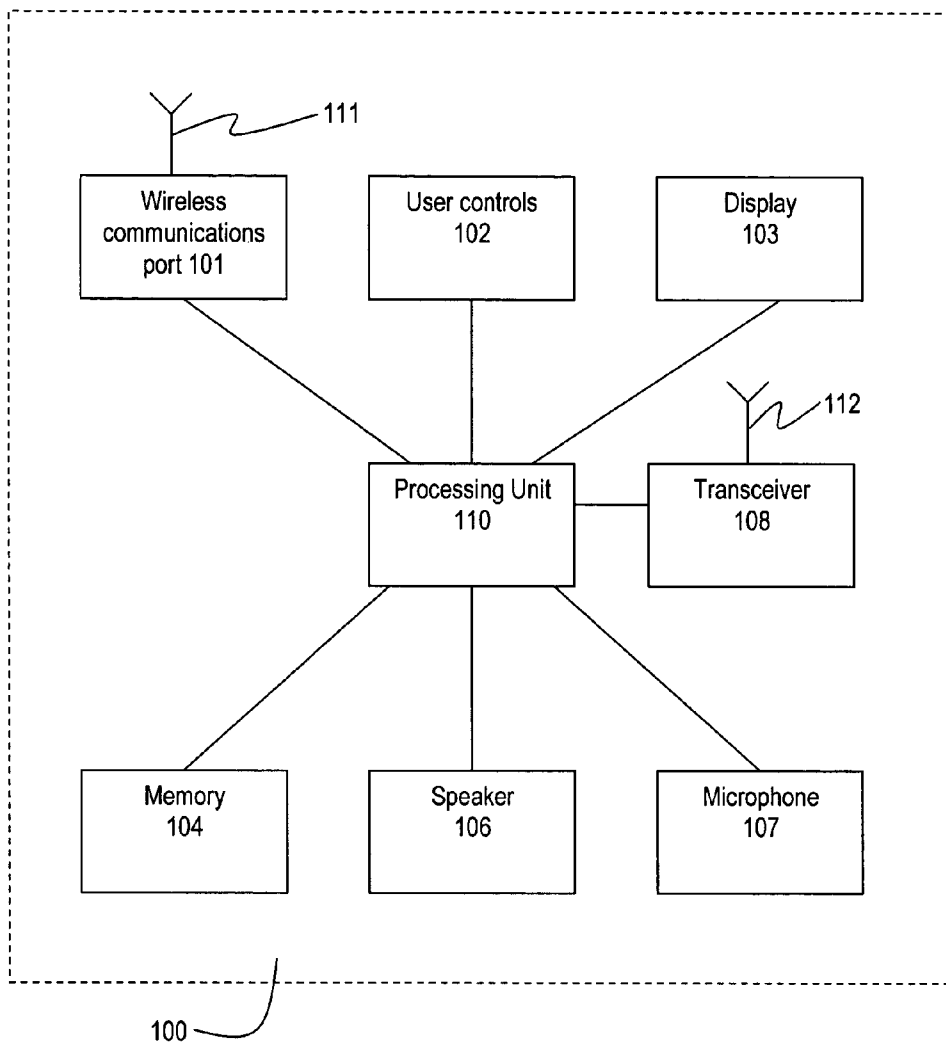 111
Wireless
communications
port 101
User controls
102
Display
103
112
Processing Unit
110
Transceiver
108
Memory
104
Speaker
106
Microphone
107
100